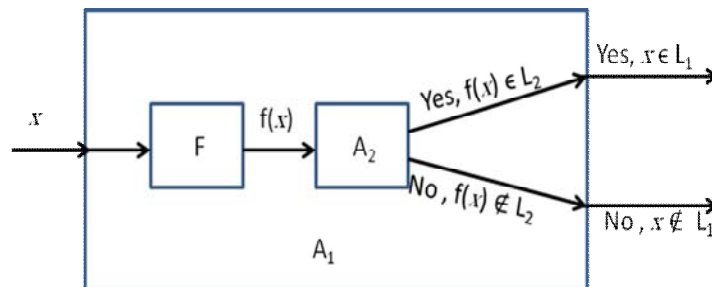 x
F
f(x)
A₂
Yes, f(x) ϵ L₂
No , f(x) ∉ L₂
Yes, x ϵ L₁
No , x ∉ L₁
A₁